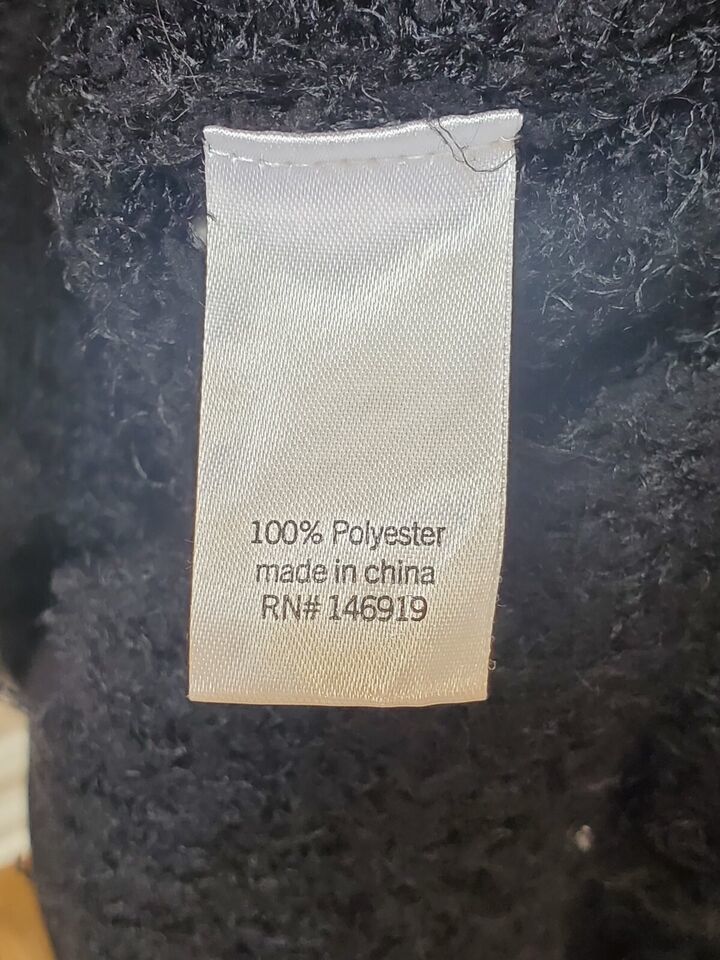 100% Polyester
made in china
RN# 146919